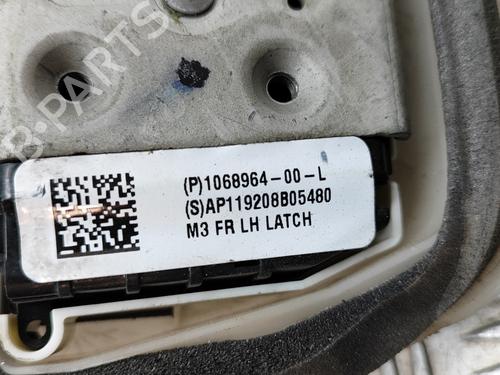 (P)1068964-00-L
(S)AP119208B05480
M3 FR LH LATCH
B-PARTS